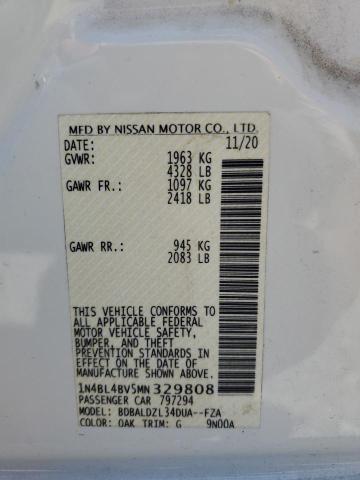 MFD BY NISSAN MOTOR CO., LTD.
DATE: 11/20
GVWR: 1963 KG
4328 LB
GAWR FR.: 1097 KG
2418 LB
GAWR RR.: 945 KG
2083 LB
THIS VEHICLE CONFORMS TO
ALL APPLICABLE FEDERAL
MOTOR VEHICLE SAFETY,
BUMPER, AND THEFT
PREVENTION STANDARDS
IN EFFECT ON THE DATE OF
MANUFACTURE SHOWN ABOVE.
1N4BL4BV5MN329808
PASSENGER CAR 797294
MODEL: BDBALDZL34DUA--FZA
COLOR: QAK TRIM: G 9N00A